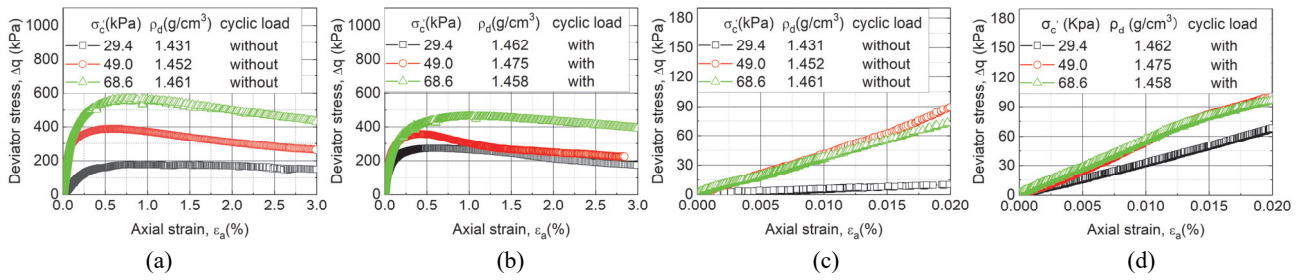 σc'(kPa) ρd(g/cm³) cyclic load
29.4 1.431 without
49.0 1.452 without
68.6 1.461 without
Deviator stress, Δq (kPa)
1000
800
600
400
200
0
0.0 0.5 1.0 1.5 2.0 2.5 3.0
Axial strain, εa(%)
(a)
σc'(kPa) ρd(g/cm³) cyclic load
29.4 1.462 with
49.0 1.475 with
68.6 1.458 with
Deviator stress, Δq (kPa)
1000
800
600
400
200
0
0.0 0.5 1.0 1.5 2.0 2.5 3.0
Axial strain, εa(%)
(b)
σc'(kPa) ρd(g/cm³) cyclic load
29.4 1.431 without
49.0 1.452 without
68.6 1.461 without
Deviator stress, Δq (kPa)
180
150
120
90
60
30
0
0.000 0.005 0.010 0.015 0.020
Axial strain, εa(%)
(c)
σc' (Kpa) ρd (g/cm³) cyclic load
29.4 1.462 with
49.0 1.475 with
68.6 1.458 with
Deviator stress, Δq (kPa)
180
150
120
90
60
30
0
0.000 0.005 0.010 0.015 0.020
Axial strain, εa(%)
(d)